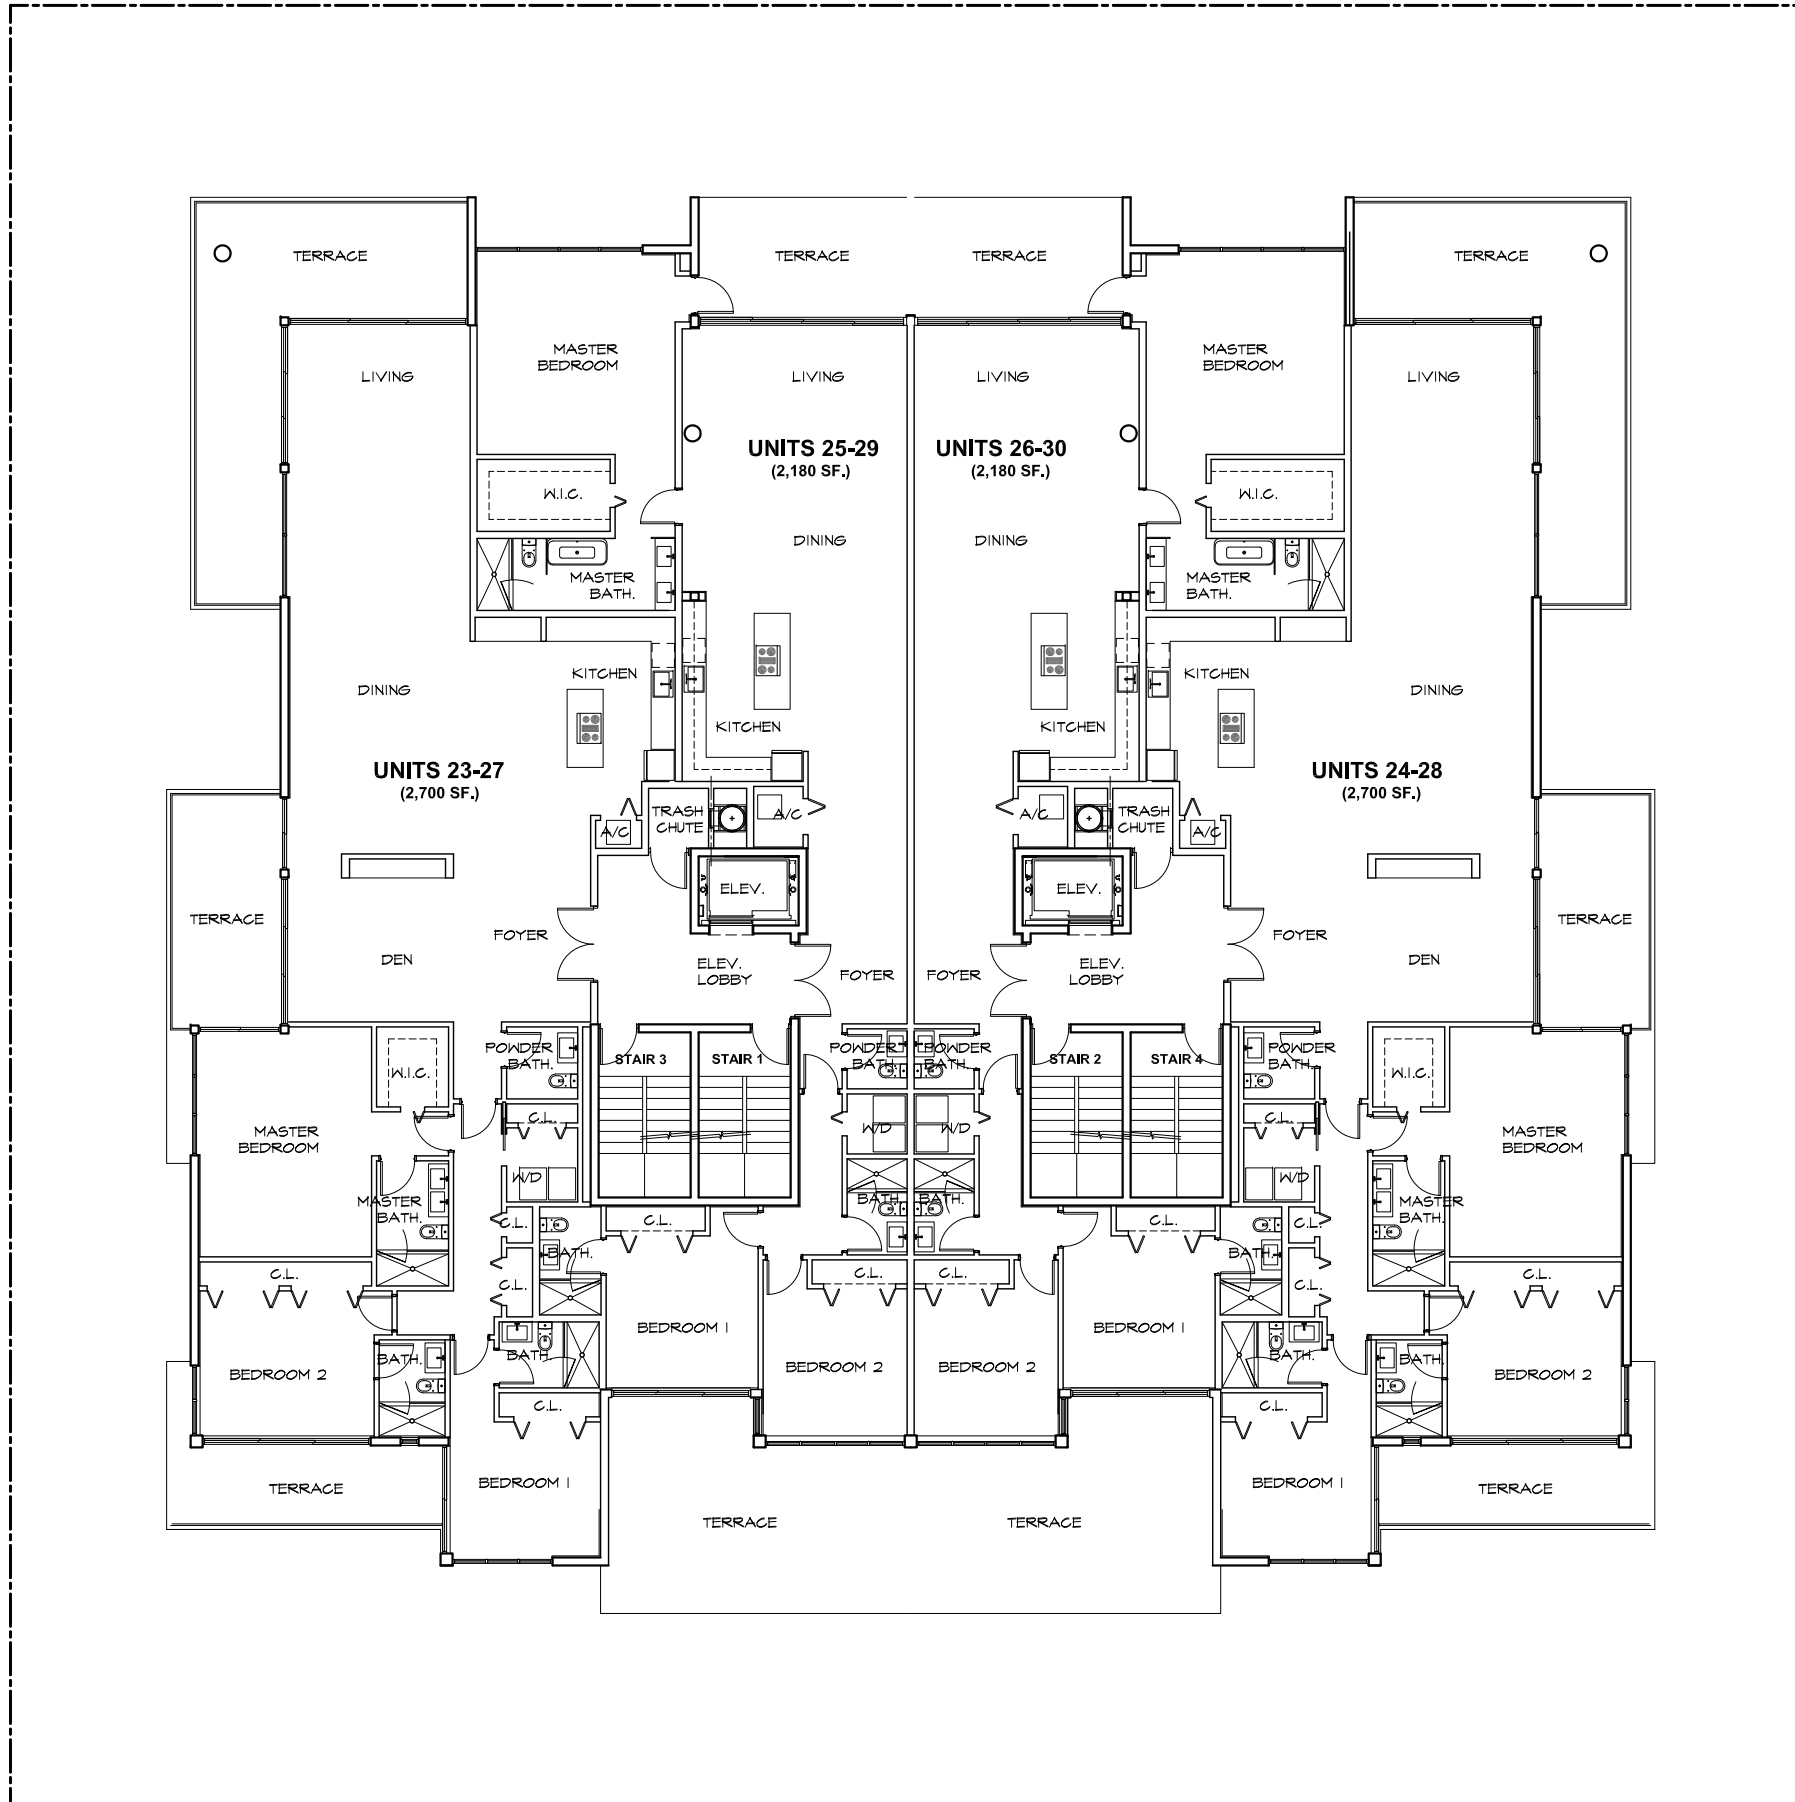 TERRACE
TERRACE
TERRACE
TERRACE
MASTER
BEDROOM
MASTER
BEDROOM
LIVING
LIVING
LIVING
LIVING
UNITS 25-29
(2,180 SF.)
UNITS 26-30
(2,180 SF.)
W.I.C.
W.I.C.
DINING
DINING
MASTER
BATH.
MASTER
BATH.
KITCHEN
KITCHEN
DINING
DINING
KITCHEN
KITCHEN
UNITS 23-27
(2,700 SF.)
UNITS 24-28
(2,700 SF.)
A/C
TRASH
CHUTE
A/C
A/C
TRASH
CHUTE
A/C
ELEV.
ELEV.
TERRACE
TERRACE
FOYER
FOYER
DEN
ELEV.
LOBBY
FOYER
FOYER
ELEV.
LOBBY
DEN
POWDER
BATH.
STAIR 3
STAIR 1
POWDER
BATH.
POWDER
BATH.
STAIR 2
STAIR 4
POWDER
BATH.
W.I.C.
W.I.C.
C.L.
C.L.
MASTER
BEDROOM
W/D
W/D
MASTER
BEDROOM
W/D
W/D
MASTER
BATH.
BATH.
BATH.
MASTER
BATH.
C.L.
C.L.
C.L.
C.L.
BATH.
BATH.
C.L.
C.L.
C.L.
C.L.
C.L.
C.L.
BEDROOM 1
BEDROOM 1
BATH.
BATH.
BATH.
BATH.
BEDROOM 2
BEDROOM 2
BEDROOM 2
BEDROOM 2
C.L.
C.L.
TERRACE
BEDROOM 1
BEDROOM 1
TERRACE
TERRACE
TERRACE